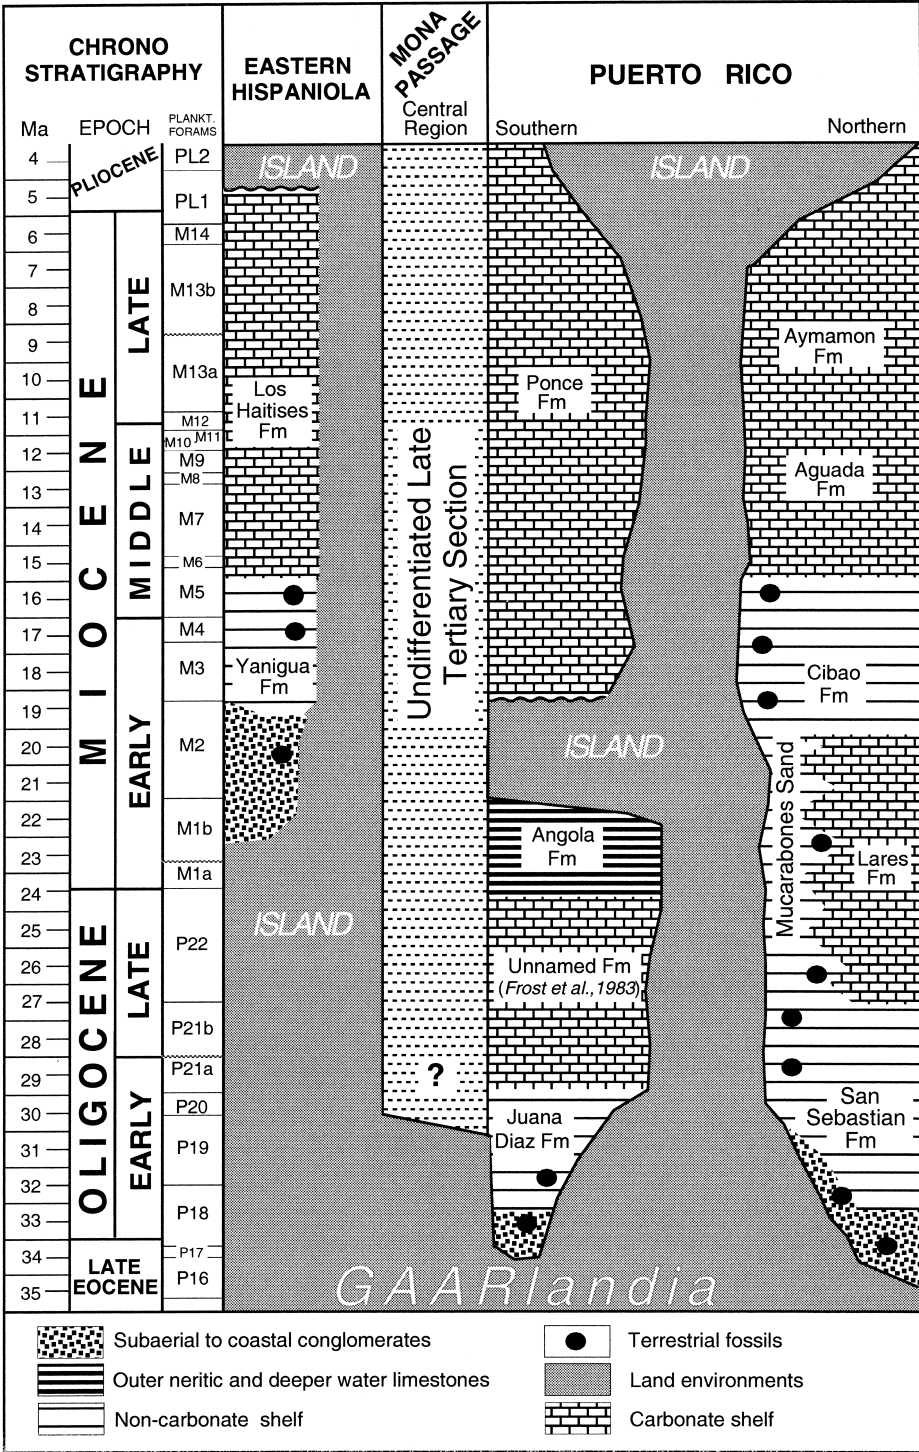 CHRONO
STRATIGRAPHY
EASTERN
HISPANIOLA
MONA
PASSAGE
Central
Region
PUERTO RICO
Southern
Northern
Ma
EPOCH
PLANKT.
FORAMS
4
5
6
7
8
9
10
11
12
13
14
15
16
17
18
19
20
21
22
23
24
25
26
27
28
29
30
31
32
33
34
35
PLIOCENE
MIOCENE
LATE
MIDDLE
EARLY
OLIGOCENE
LATE
EARLY
LATE
EOCENE
PL2
PL1
M14
M13b
M13a
M12
M10 M11
M9
M8
M7
M6
M5
M4
M3
M2
M1b
M1a
P22
P21b
P21a
P20
P19
P18
P17
P16
ISLAND
Los
Haitises
Fm
Yanigua
Fm
ISLAND
Undifferentiated Late
Tertiary Section
?
ISLAND
Ponce
Fm
ISLAND
Angola
Fm
Unnamed Fm
(Frost et al.,1983)
Juana
Diaz Fm
Aymamon
Fm
Aguada
Fm
Cibao
Fm
Mucarabones Sand
Lares
Fm
San
Sebastian
Fm
GAARlandia
Subaerial to coastal conglomerates
Outer neritic and deeper water limestones
Non-carbonate shelf
Terrestrial fossils
Land environments
Carbonate shelf